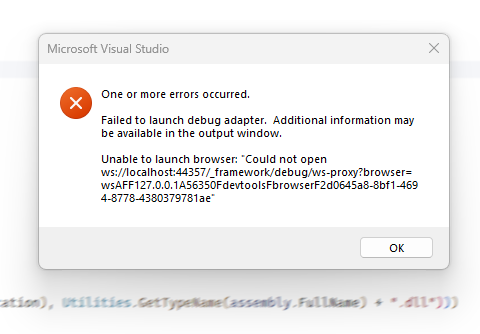 Microsoft Visual Studio
One or more errors occurred.
Failed to launch debug adapter. Additional information may
be available in the output window.
Unable to launch browser: "Could not open
ws://localhost:44357/_framework/debug/ws-proxy?browser=
wsAFF127.0.0.1A56350FdevtoolsFbrowserF2d0645a8-8bf1-469
4-8778-4380379781ae"
OK
ation), Utilities.GetTypeName(assembly.FullName) + ".dll")))